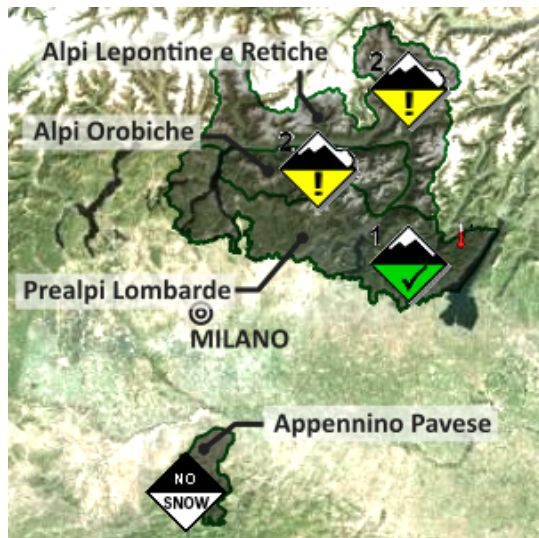 Alpi Lepontine e Retiche
2
Alpi Orobiche
2
!
!
1
Prealpi Lombarde
MILANO
Appennino Pavese
NO
SNOW